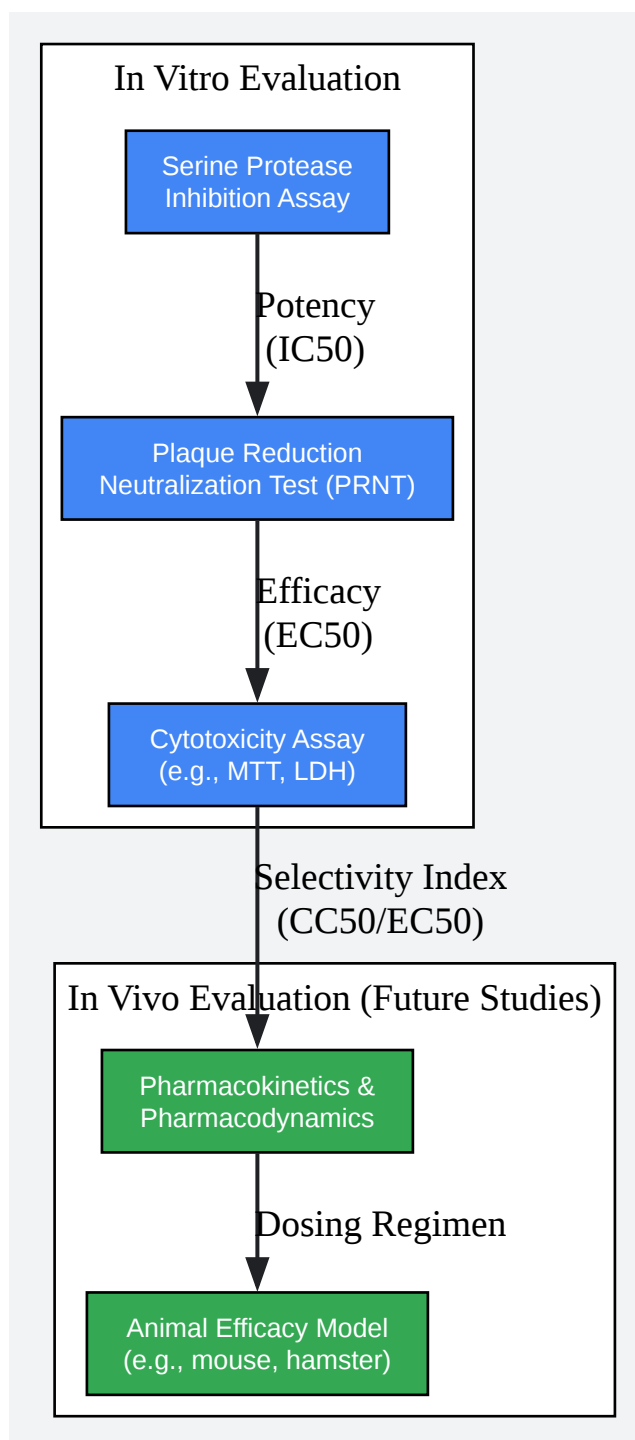 In Vitro Evaluation
Serine Protease
Inhibition Assay
Potency
(IC50)
Plaque Reduction
Neutralization Test (PRNT)
Efficacy
(EC50)
Cytotoxicity Assay
(e.g., MTT, LDH)
Selectivity Index
(CC50/EC50)
In Vivo Evaluation (Future Studies)
Pharmacokinetics &
Pharmacodynamics
Dosing Regimen
Animal Efficacy Model
(e.g., mouse, hamster)